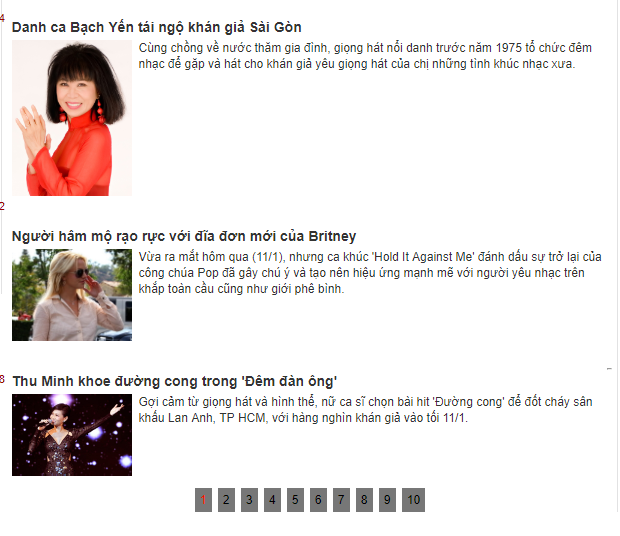 4
Danh ca Bạch Yến tái ngộ khán giả Sài Gòn
Cùng chồng về nước thăm gia đình, giọng hát nổi danh trước năm 1975 tổ chức đêm
nhạc để gặp và hát cho khán giả yêu giọng hát của chị những tình khúc nhạc xưa.
2
Người hâm mộ rạo rực với đĩa đơn mới của Britney
Vừa ra mắt hôm qua (11/1), nhưng ca khúc 'Hold It Against Me' đánh dấu sự trở lại của
công chúa Pop đã gây chú ý và tạo nên hiệu ứng mạnh mẽ với người yêu nhạc trên
khắp toàn cầu cũng như giới phê bình.
8
Thu Minh khoe đường cong trong 'Đêm đàn ông'
Gợi cảm từ giọng hát và hình thể, nữ ca sĩ chọn bài hit 'Đường cong' để đốt cháy sân
khấu Lan Anh, TP HCM, với hàng nghìn khán giả vào tối 11/1.
1 2 3 4 5 6 7 8 9 10